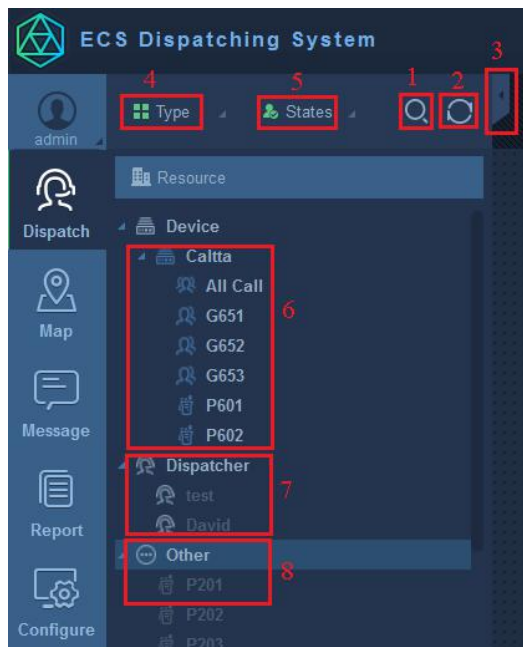 ECS Dispatching System
3
4
5
1
2
Type
States
admin
Resource
Dispatch
Device
Caltta
All Call
G651
6
G652
Map
G653
P601
Message
P602
Dispatcher
test
7
Report
David
Other
8
P201
P202
Configure
P203